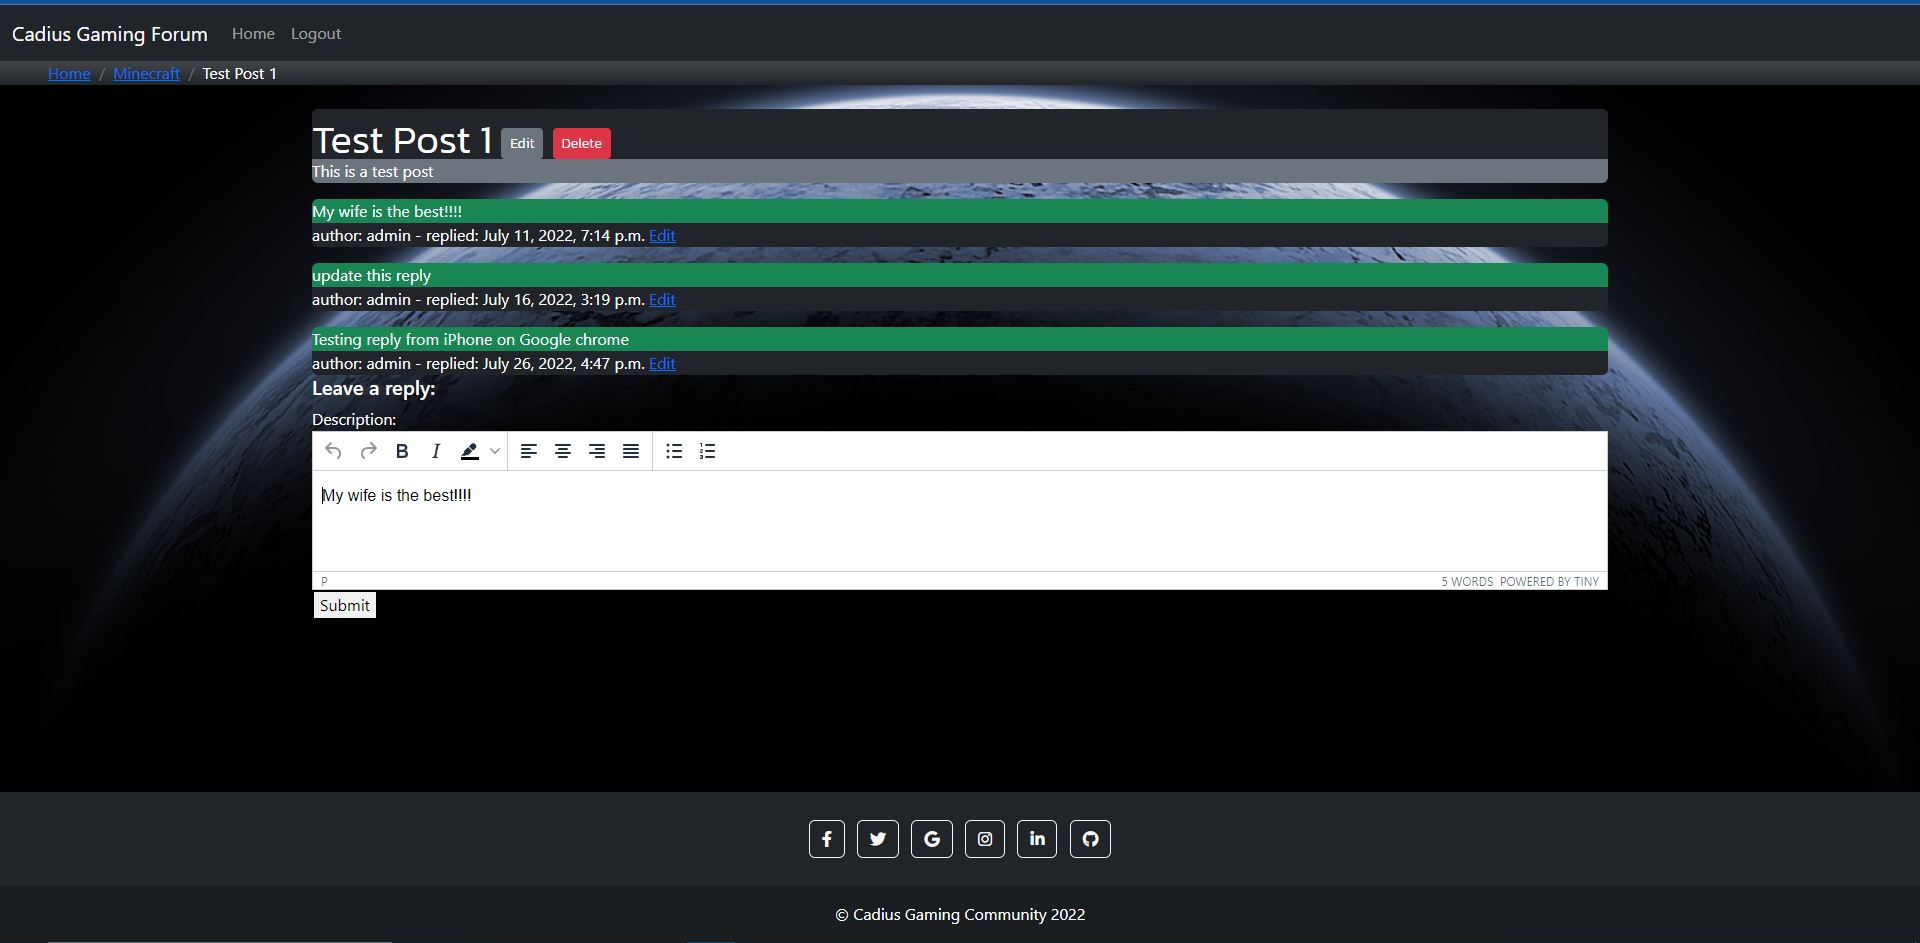 Cadius Gaming Forum Home Logout
Home / Minecraft / Test Post 1
Test Post 1 Edit Delete
This is a test post
My wife is the best!!!!
author: admin - replied: July 11, 2022, 7:14 p.m. Edit
update this reply
author: admin - replied: July 16, 2022, 3:19 p.m. Edit
Testing reply from iPhone on Google chrome
author: admin - replied: July 26, 2022, 4:47 p.m. Edit
Leave a reply:
Description:
B I
My wife is the best!!!!
P 5 WORDS POWERED BY TINY
Submit
© Cadius Gaming Community 2022